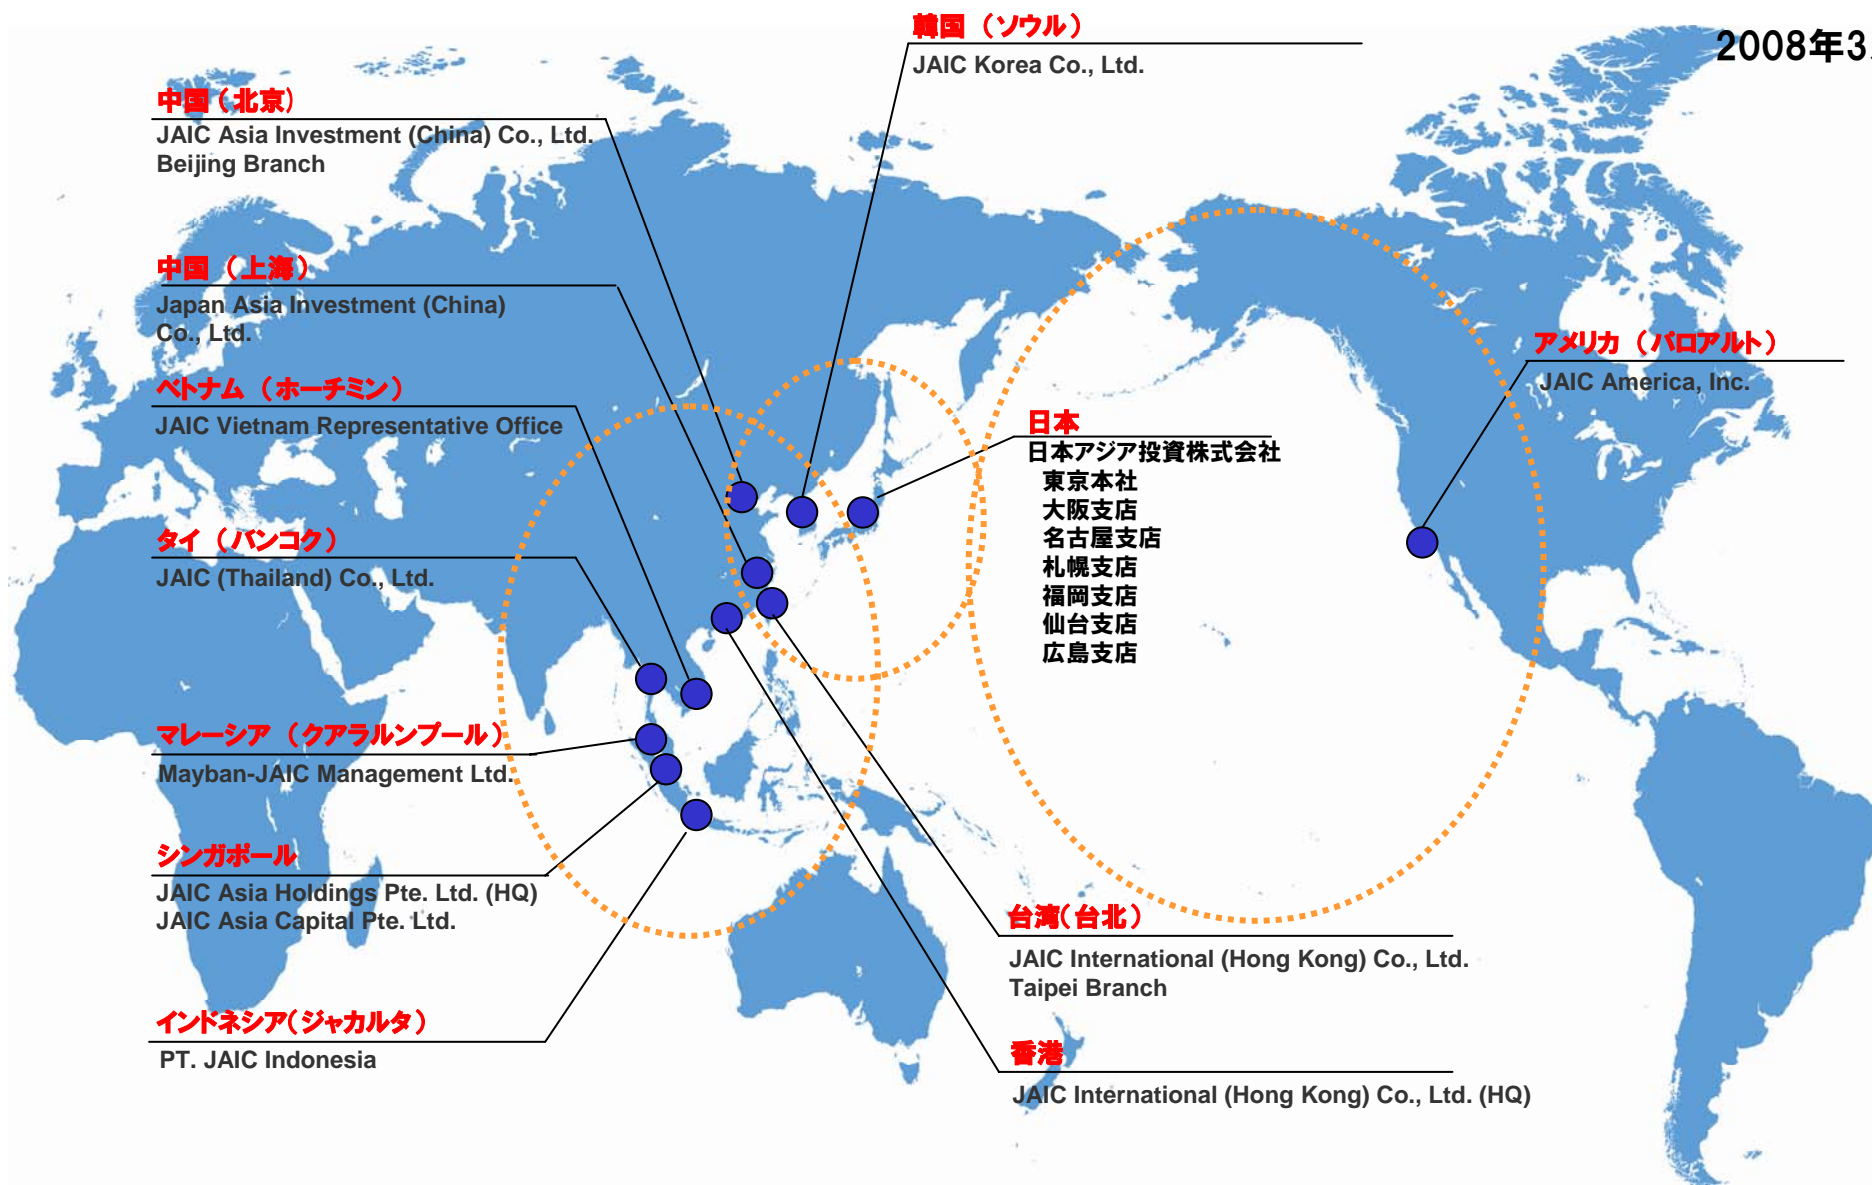 韓国（ソウル）
JAIC Korea Co., Ltd.
2008年3
中国（北京）
JAIC Asia Investment (China) Co., Ltd.
Beijing Branch
中国（上海）
Japan Asia Investment (China)
Co., Ltd.
ベトナム（ホーチミン）
JAIC Vietnam Representative Office
タイ（バンコク）
JAIC (Thailand) Co., Ltd.
マレーシア（クアラルンプール）
Mayban-JAIC Management Ltd.
シンガポール
JAIC Asia Holdings Pte. Ltd. (HQ)
JAIC Asia Capital Pte. Ltd.
インドネシア（ジャカルタ）
PT. JAIC Indonesia
日本
日本アジア投資株式会社
東京本社
大阪支店
名古屋支店
札幌支店
福岡支店
仙台支店
広島支店
アメリカ（パロアルト）
JAIC America, Inc.
台湾（台北）
JAIC International (Hong Kong) Co., Ltd.
Taipei Branch
香港
JAIC International (Hong Kong) Co., Ltd. (HQ)